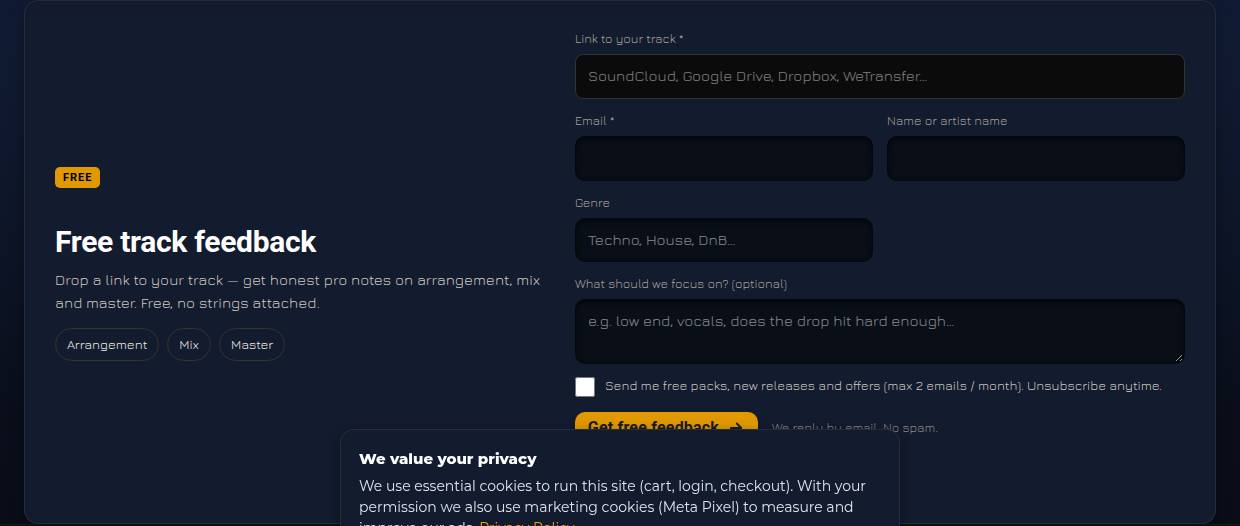 FREE
Free track feedback
Drop a link to your track — get honest pro notes on arrangement, mix
and master. Free, no strings attached.
Arrangement
Mix
Master
Link to your track *
SoundCloud, Google Drive, Dropbox, WeTransfer...
Email *
Name or artist name
Genre
Techno, House, DnB...
What should we focus on? (optional)
e.g. low end, vocals, does the drop hit hard enough...
Send me free packs, new releases and offers (max 2 emails / month). Unsubscribe anytime.
Get free feedback →
We reply by email. No spam.
We value your privacy
We use essential cookies to run this site (cart, login, checkout). With your
permission we also use marketing cookies (Meta Pixel) to measure and
improve our ads. Privacy Policy